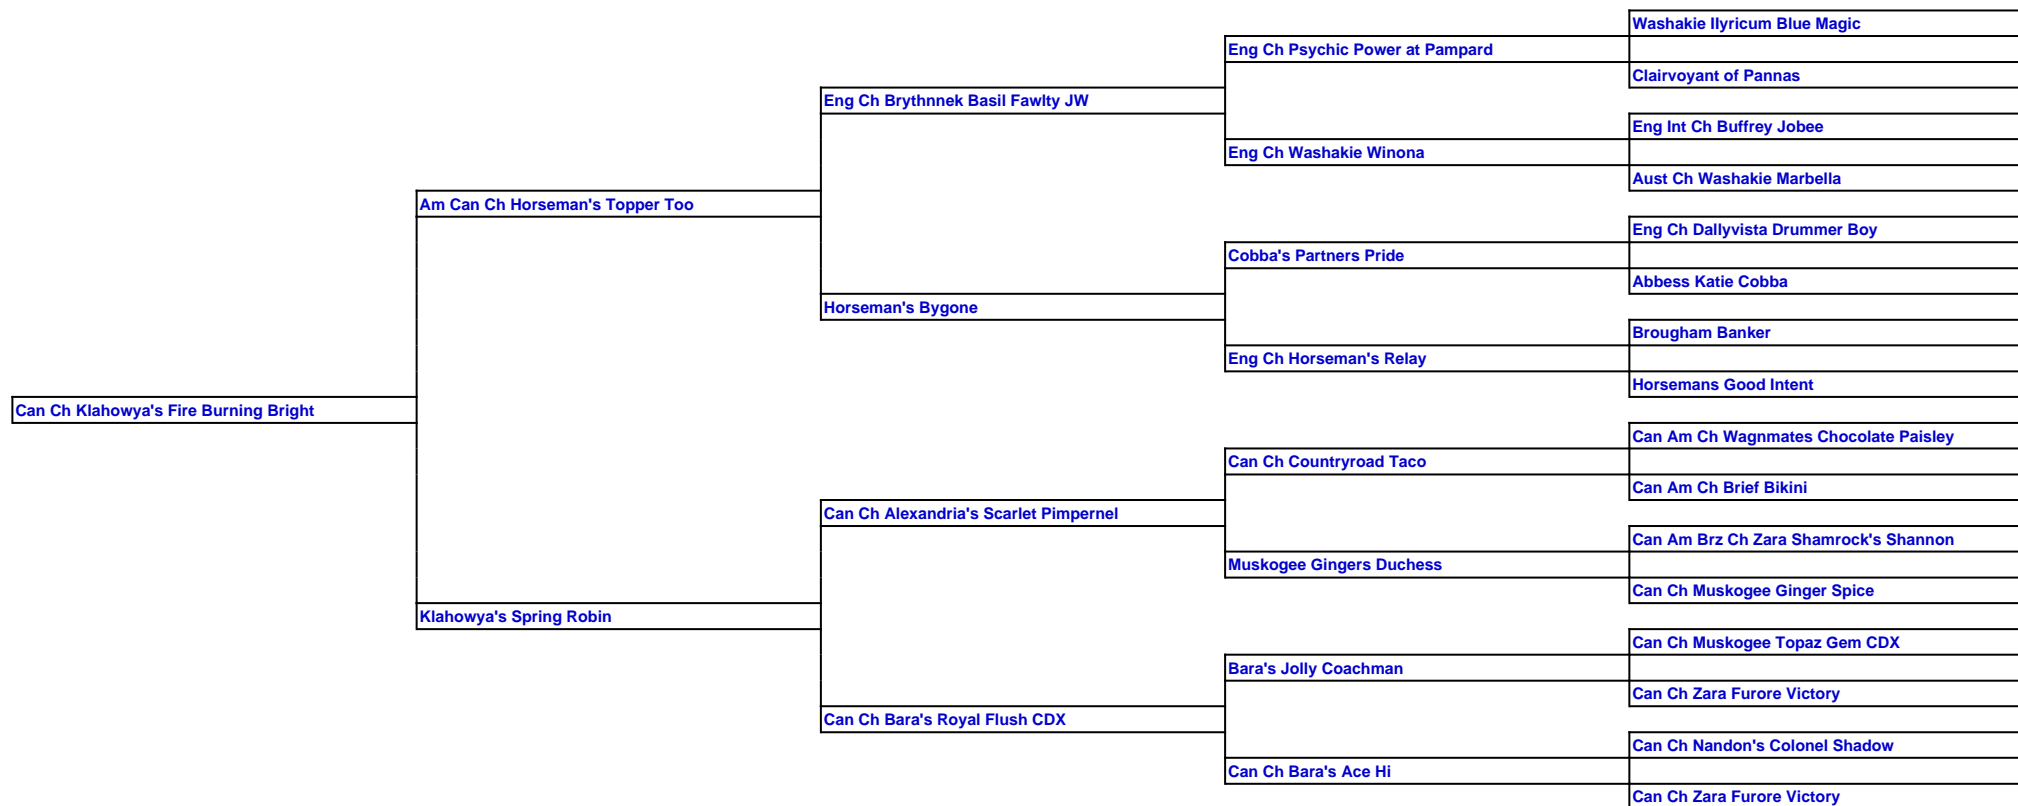 Washakie Ilyricum Blue Magic
Eng Ch Psychic Power at Pampard
Clairvoyant of Pannas
Eng Ch Brythnnek Basil Fawlty JW
Eng Int Ch Buffrey Jobee
Eng Ch Washakie Winona
Aust Ch Washakie Marbella
Am Can Ch Horseman's Topper Too
Eng Ch Dallyvista Drummer Boy
Cobba's Partners Pride
Abbess Katie Cobba
Horseman's Bygone
Brougham Banker
Eng Ch Horseman's Relay
Horsemans Good Intent
Can Ch Klahowya's Fire Burning Bright
Can Am Ch Wagnmates Chocolate Paisley
Can Ch Countryroad Taco
Can Am Ch Brief Bikini
Can Ch Alexandria's Scarlet Pimpernel
Can Am Brz Ch Zara Shamrock's Shannon
Muskogee Gingers Duchess
Can Ch Muskogee Ginger Spice
Klahowya's Spring Robin
Can Ch Muskogee Topaz Gem CDX
Bara's Jolly Coachman
Can Ch Zara Furore Victory
Can Ch Bara's Royal Flush CDX
Can Ch Nandon's Colonel Shadow
Can Ch Bara's Ace Hi
Can Ch Zara Furore Victory